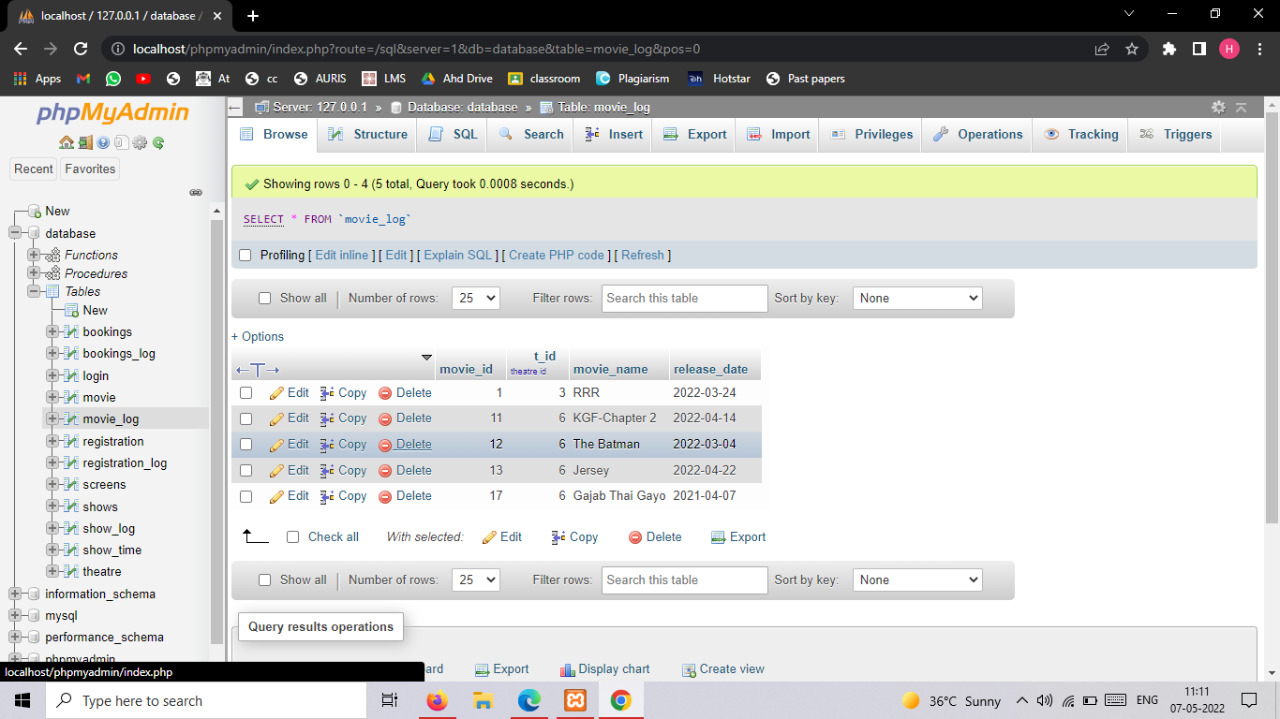 localhost / 127.0.0.1 / database /
localhost/phpmyadmin/index.php?route=/sql&server=1&db=database&table=movie_log&pos=0
H
Apps At cc AURIS LMS Ahd Drive classroom Plagiarism Hotstar Past papers
phpMyAdmin
Recent Favorites
New
database
Functions
Procedures
Tables
New
bookings
bookings_log
login
movie
movie_log
registration
registration_log
screens
shows
show_log
show_time
theatre
information_schema
mysql
performance_schema
phpmyadmin
Server: 127.0.0.1 » Database: database » Table: movie_log
Browse Structure SQL Search Insert Export Import Privileges Operations Tracking Triggers
Showing rows 0 - 4 (5 total, Query took 0.0008 seconds.)
SELECT * FROM `movie_log`
Profiling [ Edit inline ] [ Edit ] [ Explain SQL ] [ Create PHP code ] [ Refresh ]
Show all Number of rows: 25 Filter rows: Search this table Sort by key: None
+ Options
←T→ movie_id t_id theatre id movie_name release_date
Edit Copy Delete 1 3 RRR 2022-03-24
Edit Copy Delete 11 6 KGF-Chapter 2 2022-04-14
Edit Copy Delete 12 6 The Batman 2022-03-04
Edit Copy Delete 13 6 Jersey 2022-04-22
Edit Copy Delete 17 6 Gajab Thai Gayo 2021-04-07
Check all With selected: Edit Copy Delete Export
Show all Number of rows: 25 Filter rows: Search this table Sort by key: None
Query results operations
ard Export Display chart Create view
localhost/phpmyadmin/index.php
Type here to search
36°C Sunny ENG 11:11
07-05-2022